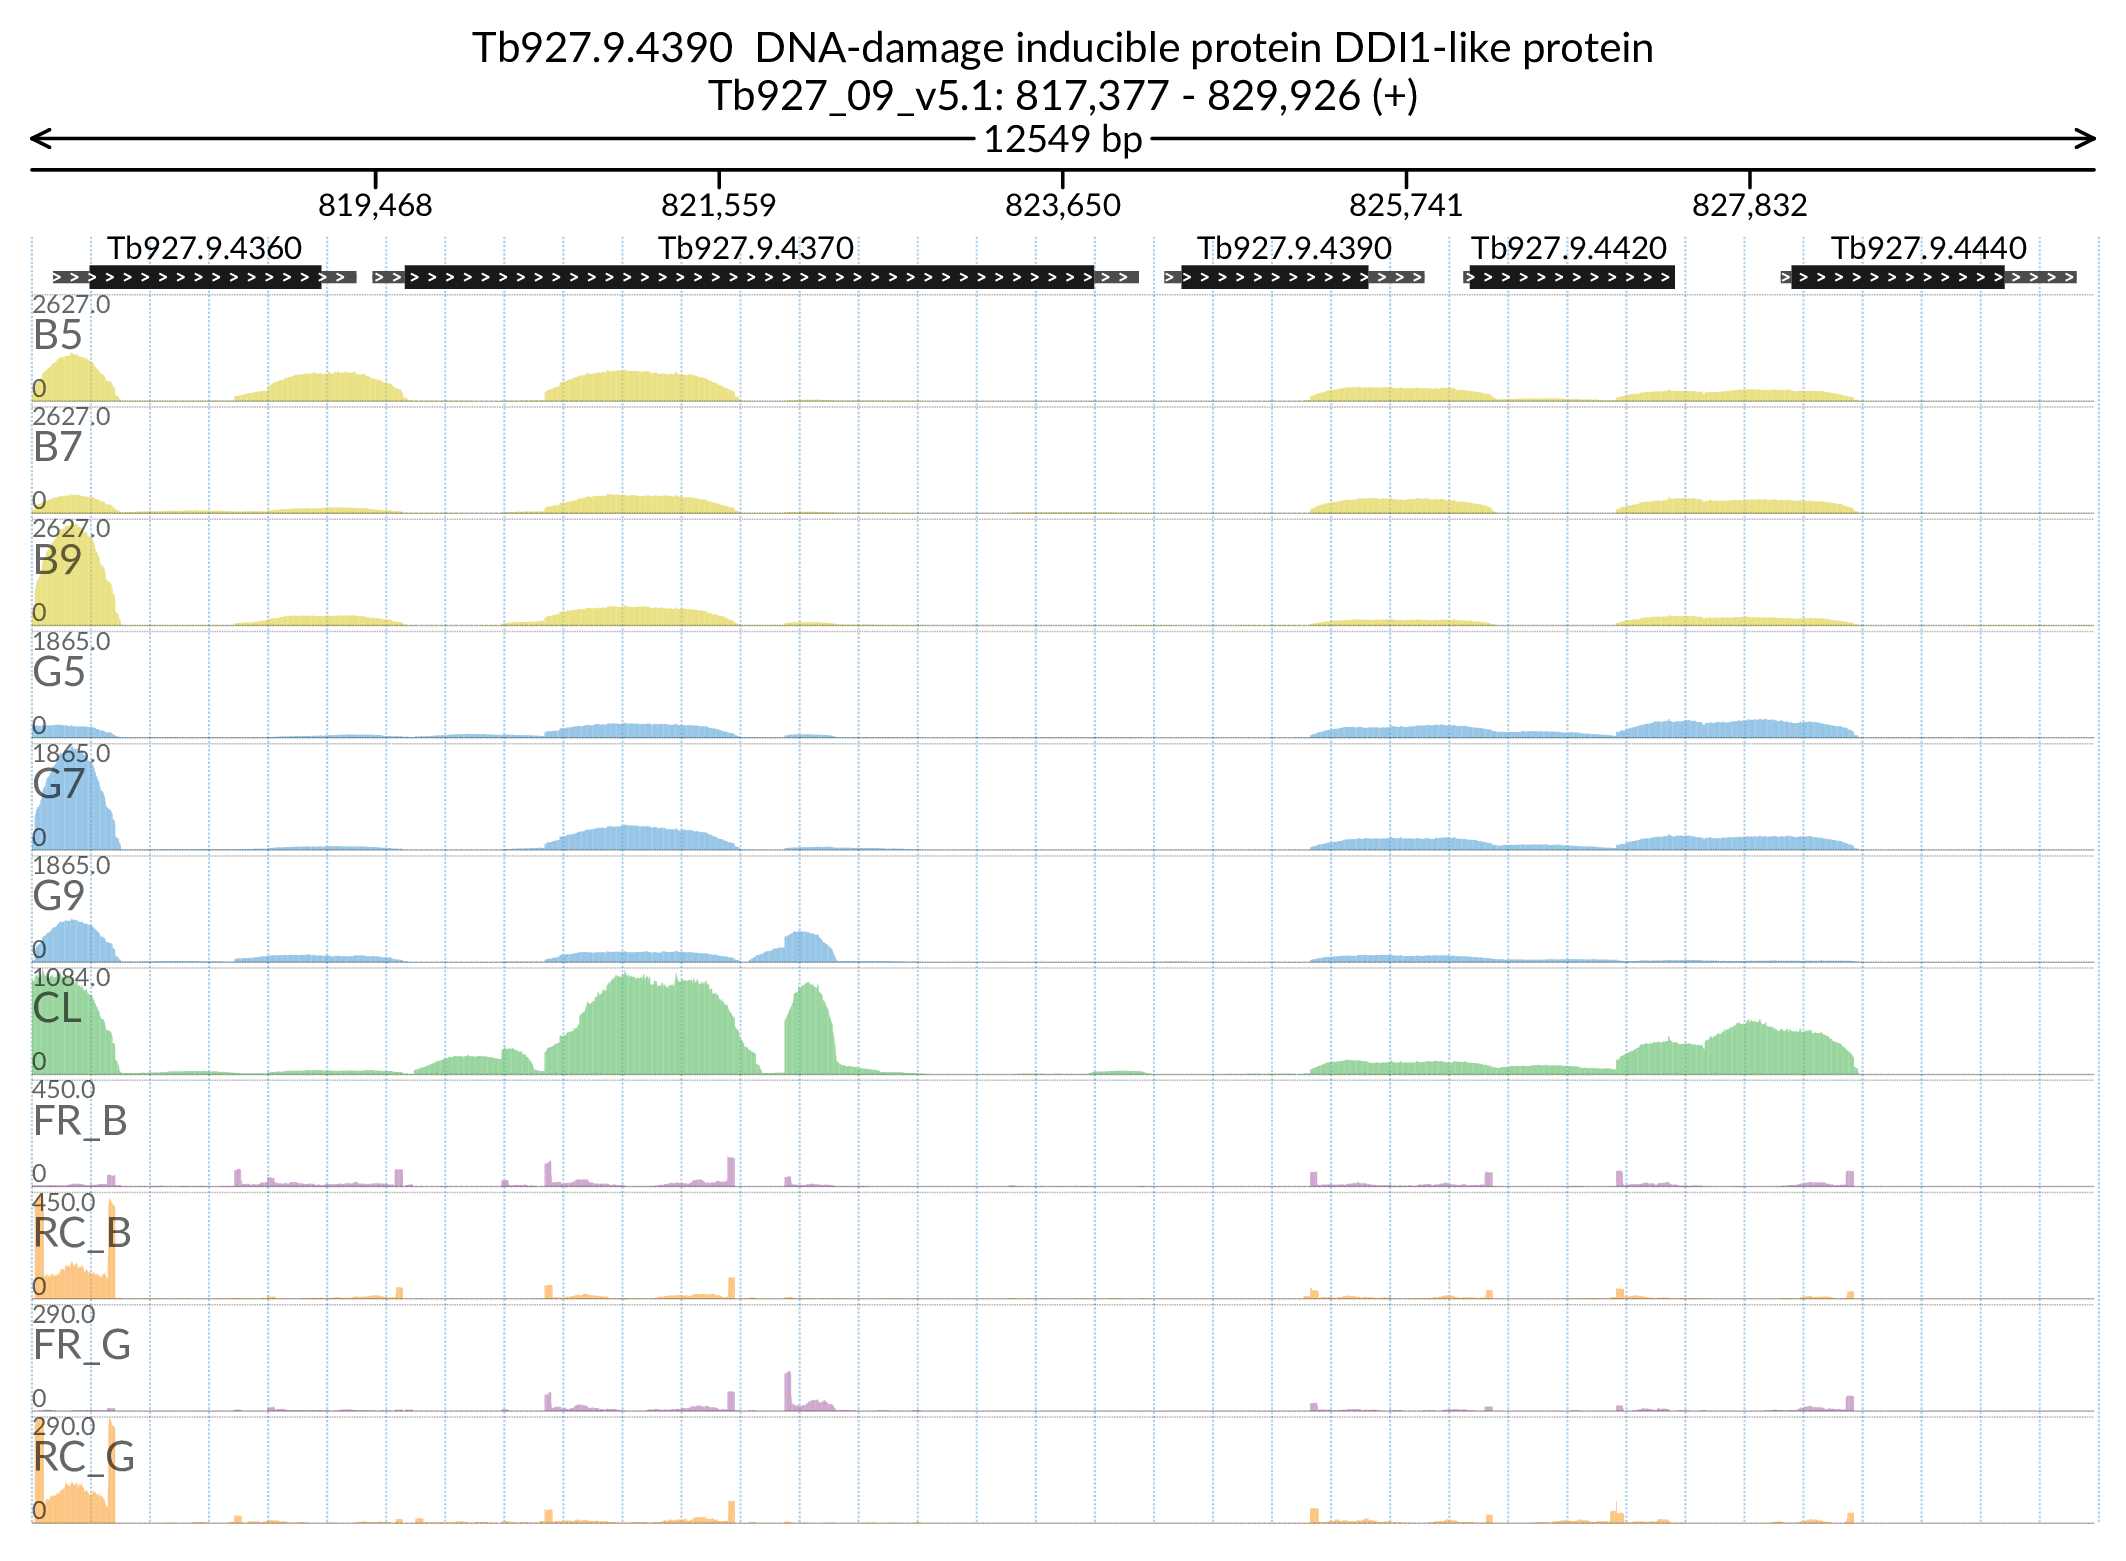 Tb927.9.4390  DNA-damage inducible protein DDI1-like protein
Tb927_09_v5.1: 817,377 - 829,926 (+)
12549 bp
819,468 821,559 823,650 825,741 827,832
Tb927.9.4360 Tb927.9.4370 Tb927.9.4390 Tb927.9.4420 Tb927.9.4440
2627.0
B5
0
2627.0
B7
0
2627.0
B9
0
1865.0
G5
0
1865.0
G7
0
1865.0
G9
0
1084.0
CL
0
450.0
FR_B
0
450.0
RC_B
0
290.0
FR_G
0
290.0
RC_G
0